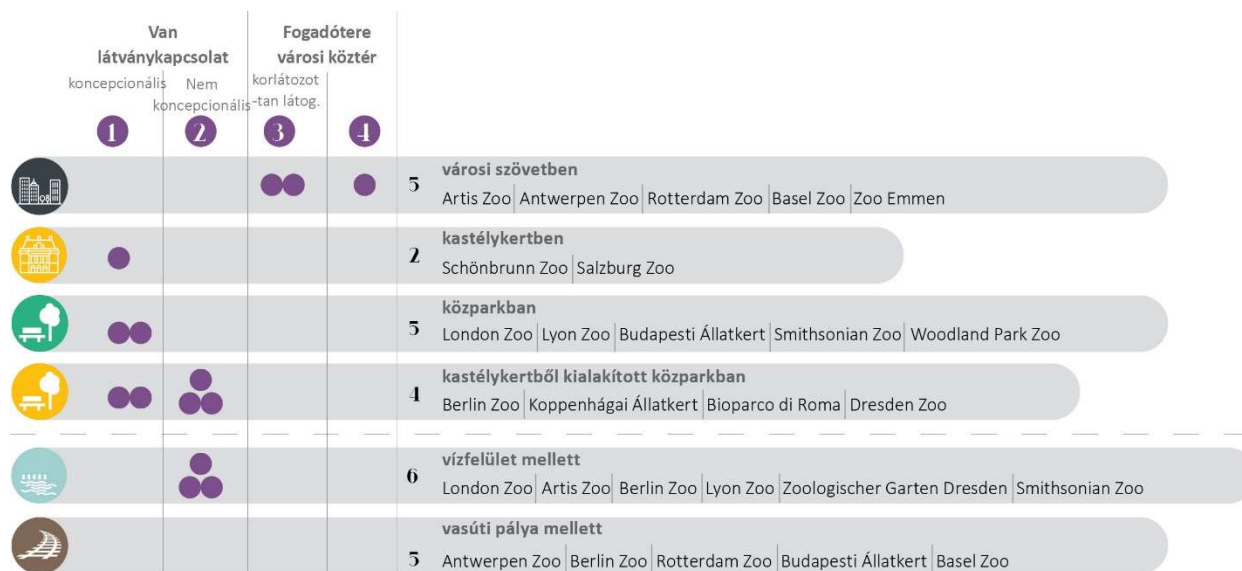 Van
látványkapcsolat
Fogadótere
városi köztér
koncepcionális
Nem
koncepcionális
korlátozot
-tan látog.
1 2 3 4
városi szövetben
5 Artis Zoo Antwerpen Zoo Rotterdam Zoo Basel Zoo Zoo Emmen
kastélykertben
2 Schönbrunn Zoo Salzburg Zoo
közparkban
5 London Zoo Lyon Zoo Budapesti Állatkert Smithsonian Zoo Woodland Park Zoo
kastélykertből kialakított közparkban
4 Berlin Zoo Koppenhágai Állatkert Bioparco di Roma Dresden Zoo
vízfelület mellett
6 London Zoo Artis Zoo Berlin Zoo Lyon Zoo Zoologischer Garten Dresden Smithsonian Zoo
vasúti pálya mellett
5 Antwerpen Zoo Berlin Zoo Rotterdam Zoo Budapesti Állatkert Basel Zoo